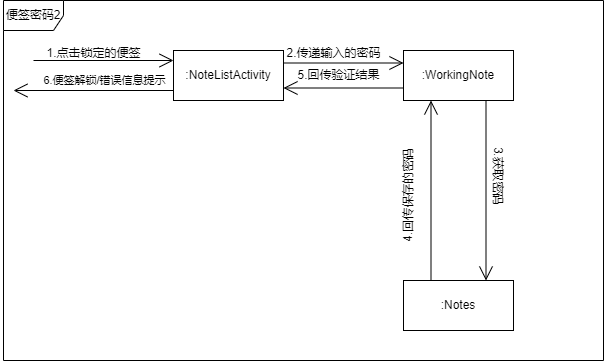 便签密码2
1.点击锁定的便签
2.传递输入的密码
:NoteListActivity
:WorkingNote
6.便签解锁/错误信息提示
5.回传验证结果
3.获取密码
4.回传保存的密码
:Notes